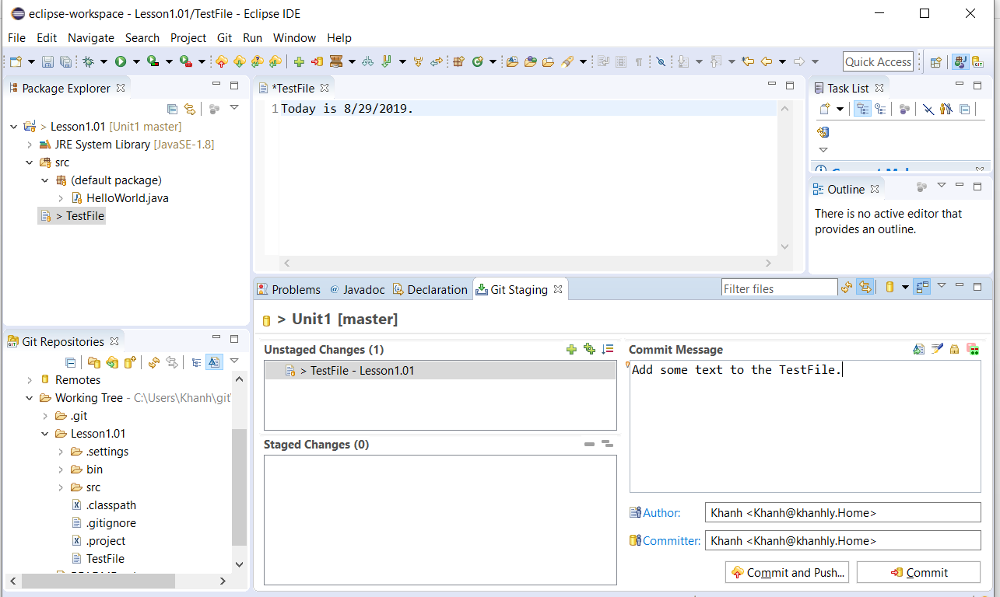 eclipse-workspace - Lesson1.01/TestFile - Eclipse IDE
File Edit Navigate Search Project Git Run Window Help
Quick Access
Package Explorer
> Lesson1.01 [Unit1 master]
JRE System Library [JavaSE-1.8]
src
(default package)
HelloWorld.java
> TestFile
*TestFile
1 Today is 8/29/2019.
Task List
Outline
There is no active editor that
provides an outline.
Git Repositories
Remotes
Working Tree - C:\Users\Khanh\git
.git
Lesson1.01
.settings
bin
src
.classpath
.gitignore
.project
TestFile
Problems @ Javadoc Declaration Git Staging
Filter files
> Unit1 [master]
Unstaged Changes (1)
> TestFile - Lesson1.01
Staged Changes (0)
Commit Message
Add some text to the TestFile.
Author: Khanh <Khanh@khanhly.Home>
Committer: Khanh <Khanh@khanhly.Home>
Commit and Push... Commit